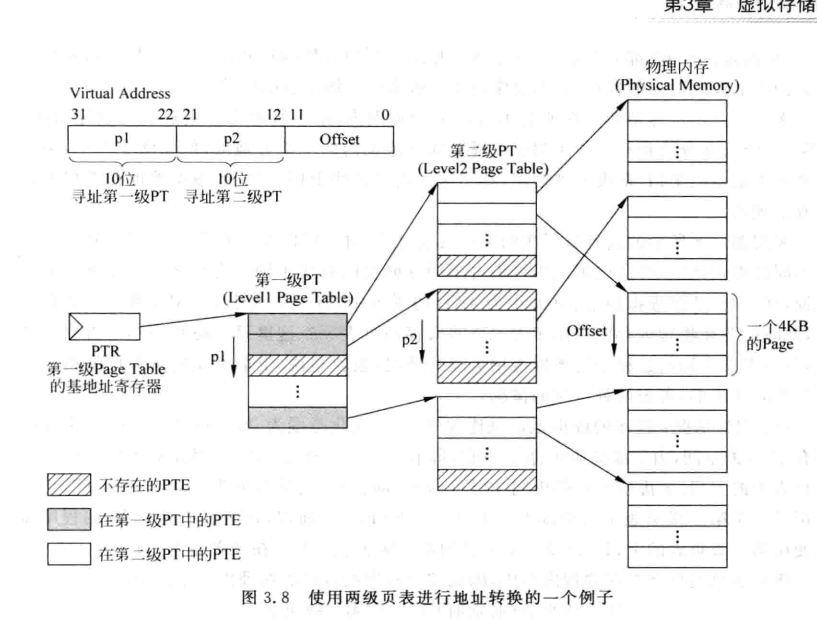 第3章 虚拟存储
Virtual Address
31 22 21 12 11 0
p1 p2 Offset
10位 10位
寻址第一级PT 寻址第二级PT
第一级PT
(Level1 Page Table)
PTR
第一级Page Table
的基地址寄存器
p1
⋮
第二级PT
(Level2 Page Table)
⋮
p2
⋮
⋮
物理内存
(Physical Memory)
⋮
⋮
Offset
⋮
一个4KB
的Page
⋮
⋮
不存在的PTE
在第一级PT中的PTE
在第二级PT中的PTE
图 3.8 使用两级页表进行地址转换的一个例子